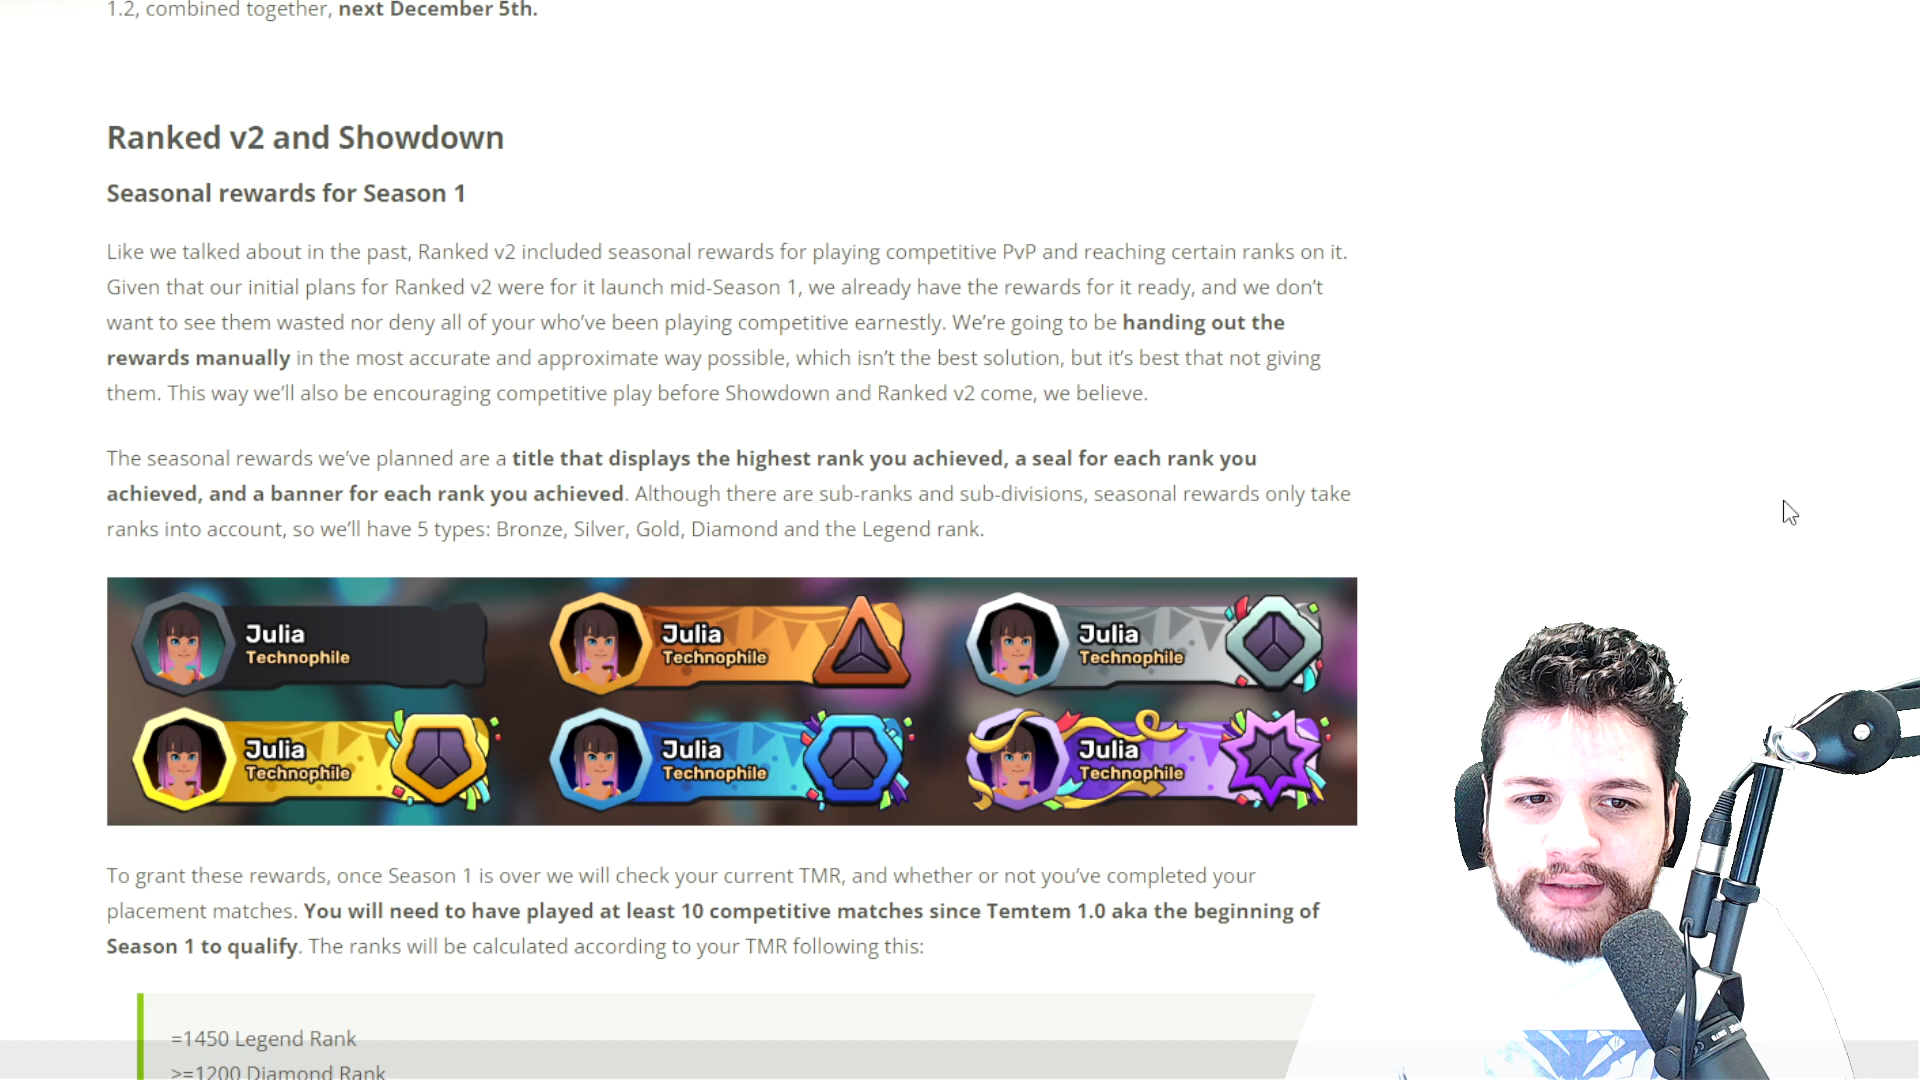 1.2, combined together, next December 5th.
Ranked v2 and Showdown
Seasonal rewards for Season 1
Like we talked about in the past, Ranked v2 included seasonal rewards for playing competitive PvP and reaching certain ranks on it.
Given that our initial plans for Ranked v2 were for it launch mid-Season 1, we already have the rewards for it ready, and we don't
want to see them wasted nor deny all of your who've been playing competitive earnestly. We're going to be handing out the
rewards manually in the most accurate and approximate way possible, which isn't the best solution, but it's best that not giving
them. This way we'll also be encouraging competitive play before Showdown and Ranked v2 come, we believe.
The seasonal rewards we've planned are a title that displays the highest rank you achieved, a seal for each rank you
achieved, and a banner for each rank you achieved. Although there are sub-ranks and sub-divisions, seasonal rewards only take
ranks into account, so we'll have 5 types: Bronze, Silver, Gold, Diamond and the Legend rank.
Julia
Technophile
Julia
Technophile
Julia
Technophile
Julia
Technophile
Julia
Technophile
Julia
Technophile
To grant these rewards, once Season 1 is over we will check your current TMR, and whether or not you've completed your
placement matches. You will need to have played at least 10 competitive matches since Temtem 1.0 aka the beginning of
Season 1 to qualify. The ranks will be calculated according to your TMR following this:
=1450 Legend Rank
>=1200 Diamond Rank